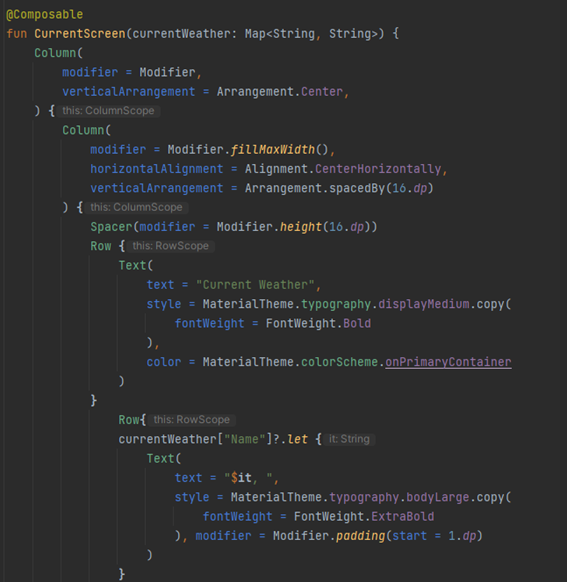 @Composable
fun CurrentScreen(currentWeather: Map<String, String>) {
    Column(
        modifier = Modifier,
        verticalArrangement = Arrangement.Center,
    ) { this: ColumnScope
        Column(
            modifier = Modifier.fillMaxWidth(),
            horizontalAlignment = Alignment.CenterHorizontally,
            verticalArrangement = Arrangement.spacedBy(16.dp)
        ) { this: ColumnScope
            Spacer(modifier = Modifier.height(16.dp))
            Row { this: RowScope
                Text(
                    text = "Current Weather",
                    style = MaterialTheme.typography.displayMedium.copy(
                        fontWeight = FontWeight.Bold
                    ),
                    color = MaterialTheme.colorScheme.onPrimaryContainer
                )
            }
                Row{ this: RowScope
                currentWeather["Name"]?.let { it: String
                    Text(
                        text = "$it, ",
                        style = MaterialTheme.typography.bodyLarge.copy(
                            fontWeight = FontWeight.ExtraBold
                        ), modifier = Modifier.padding(start = 1.dp)
                    )
                }